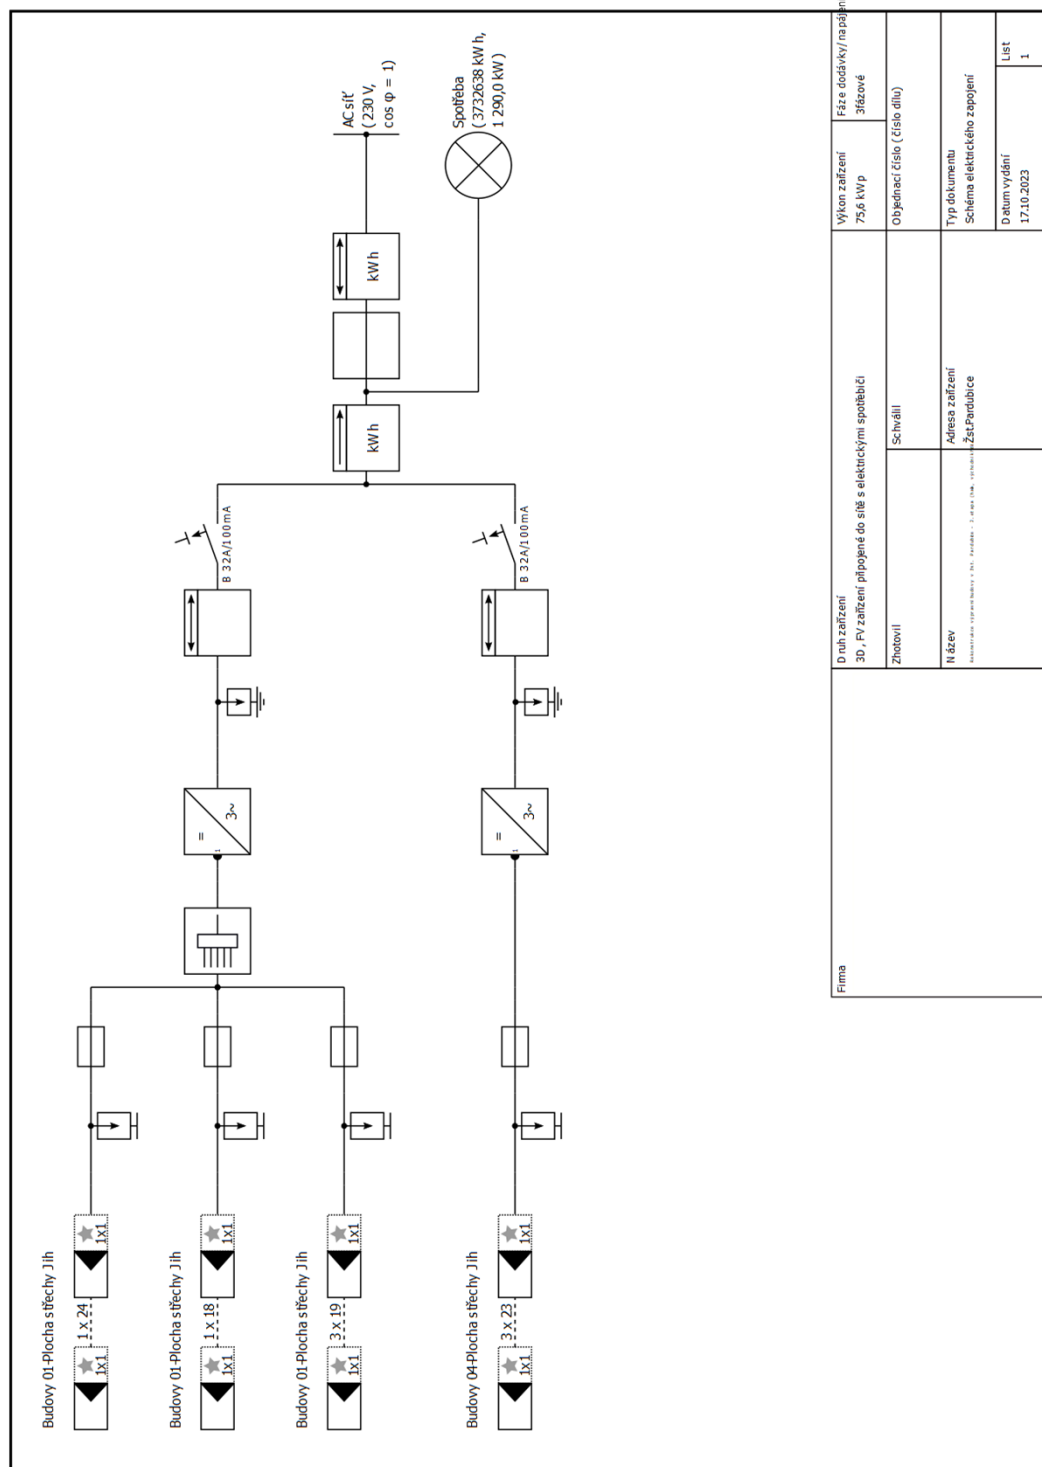 Budovy 01-Plocha střechy Jih
1 x 24
1x1
1x1
Budovy 01-Plocha střechy Jih
1 x 18
1x1
1x1
Budovy 01-Plocha střechy Jih
3 x 19
1x1
1x1
Budovy 04-Plocha střechy Jih
3 x 23
1x1
1x1
=
3~
1
=
3~
1
B 32A/100mA
B 32A/100mA
kWh
kWh
AC síť
(230 V,
cos φ = 1)
Spotřeba
(3732638 kWh,
1 290,0 kW)
Firma
Druh zařízení
3D, FV zařízení připojené do sítě s elektrickými spotřebiči
Výkon zařízení
75,6 kWp
Fáze dodávky/napájení
3fázové
Zhotovil
Schválil
Objednací číslo (číslo dílu)
Název
Adresa zařízení
Žst.Pardubice
Typ dokumentu
Schéma elektrického zapojení
Datum vydání
17.10.2023
List
1